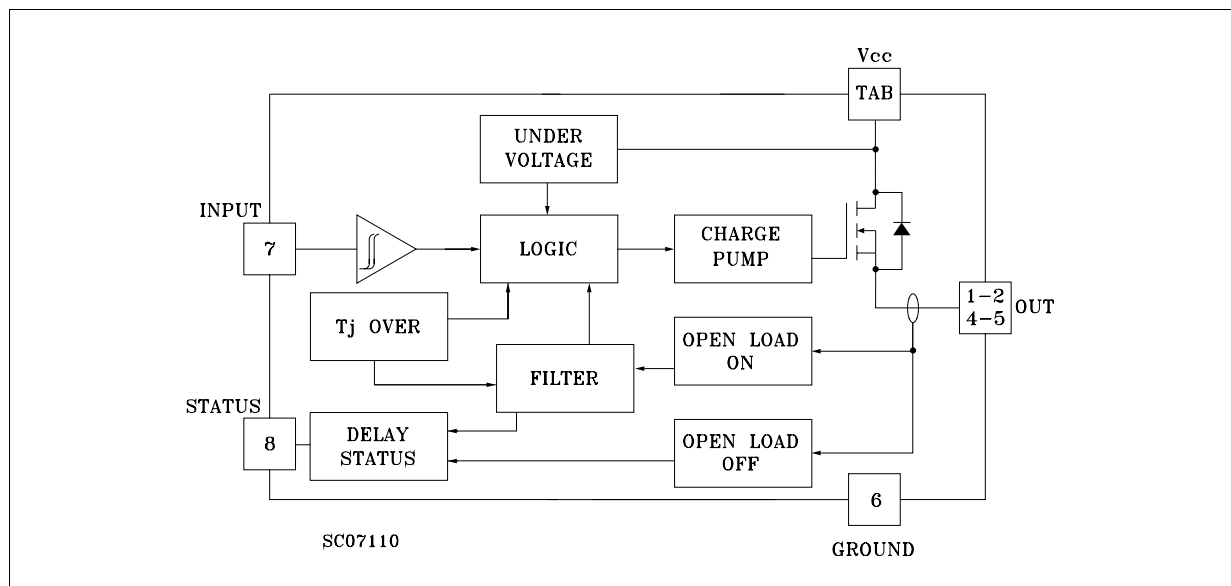 Vcc
TAB
UNDER
VOLTAGE
INPUT
7
LOGIC
CHARGE
PUMP
1-2
4-5
OUT
Tj OVER
OPEN LOAD
ON
FILTER
STATUS
8
DELAY
STATUS
OPEN LOAD
OFF
6
SC07110
GROUND